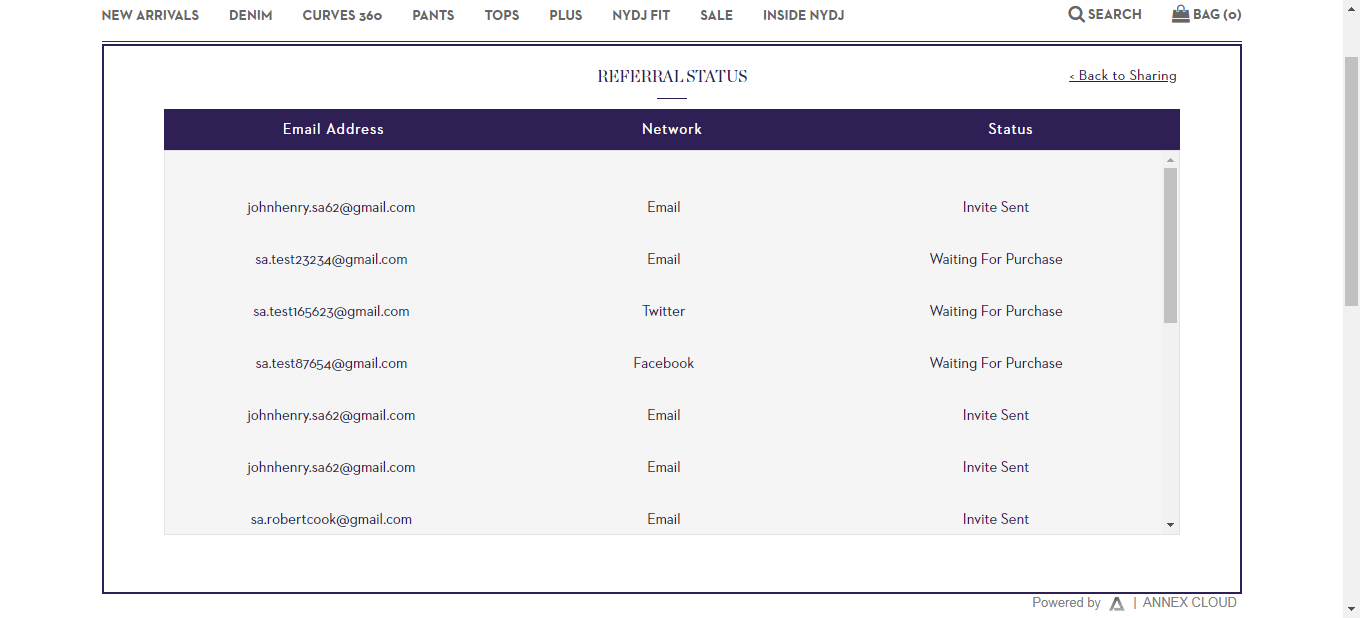 NEW ARRIVALS DENIM CURVES 360 PANTS TOPS PLUS NYDJ FIT SALE INSIDE NYDJ SEARCH BAG (0)
REFERRAL STATUS < Back to Sharing
Email Address Network Status
johnhenry.sa62@gmail.com Email Invite Sent
sa.test23234@gmail.com Email Waiting For Purchase
sa.test165623@gmail.com Twitter Waiting For Purchase
sa.test87654@gmail.com Facebook Waiting For Purchase
johnhenry.sa62@gmail.com Email Invite Sent
johnhenry.sa62@gmail.com Email Invite Sent
sa.robertcook@gmail.com Email Invite Sent
Powered by | ANNEX CLOUD